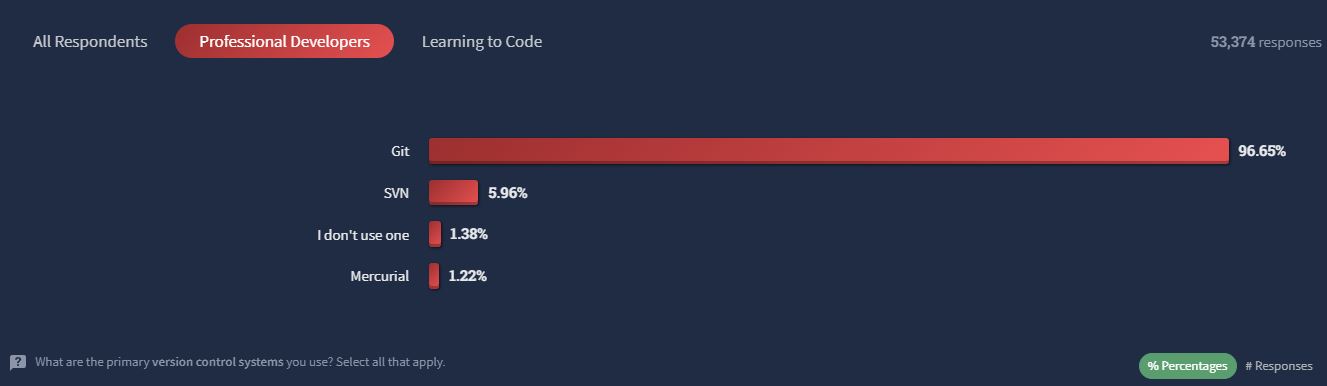 All Respondents Professional Developers Learning to Code 53,374 responses
Git 96.65%
SVN 5.96%
I don't use one 1.38%
Mercurial 1.22%
? What are the primary version control systems you use? Select all that apply.
% Percentages # Responses